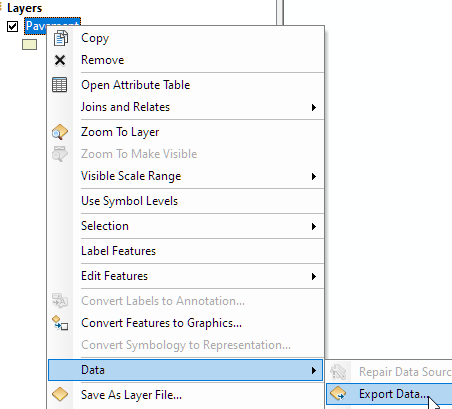 Layers
Pavement
Copy
Remove
Open Attribute Table
Joins and Relates
Zoom To Layer
Zoom To Make Visible
Visible Scale Range
Use Symbol Levels
Selection
Label Features
Edit Features
Convert Labels to Annotation...
Convert Features to Graphics...
Convert Symbology to Representation...
Data
Repair Data Sourc
Save As Layer File...
Export Data...